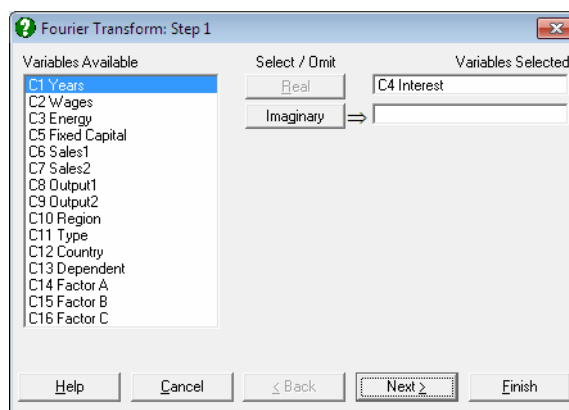 Fourier Transform: Step 1
Variables Available
Select / Omit
Variables Selected
C1 Years
C2 Wages
C3 Energy
C5 Fixed Capital
C6 Sales1
C7 Sales2
C8 Output1
C9 Output2
C10 Region
C11 Type
C12 Country
C13 Dependent
C14 Factor A
C15 Factor B
C16 Factor C
Real
C4 Interest
Imaginary
Help
Cancel
< Back
Next >
Finish